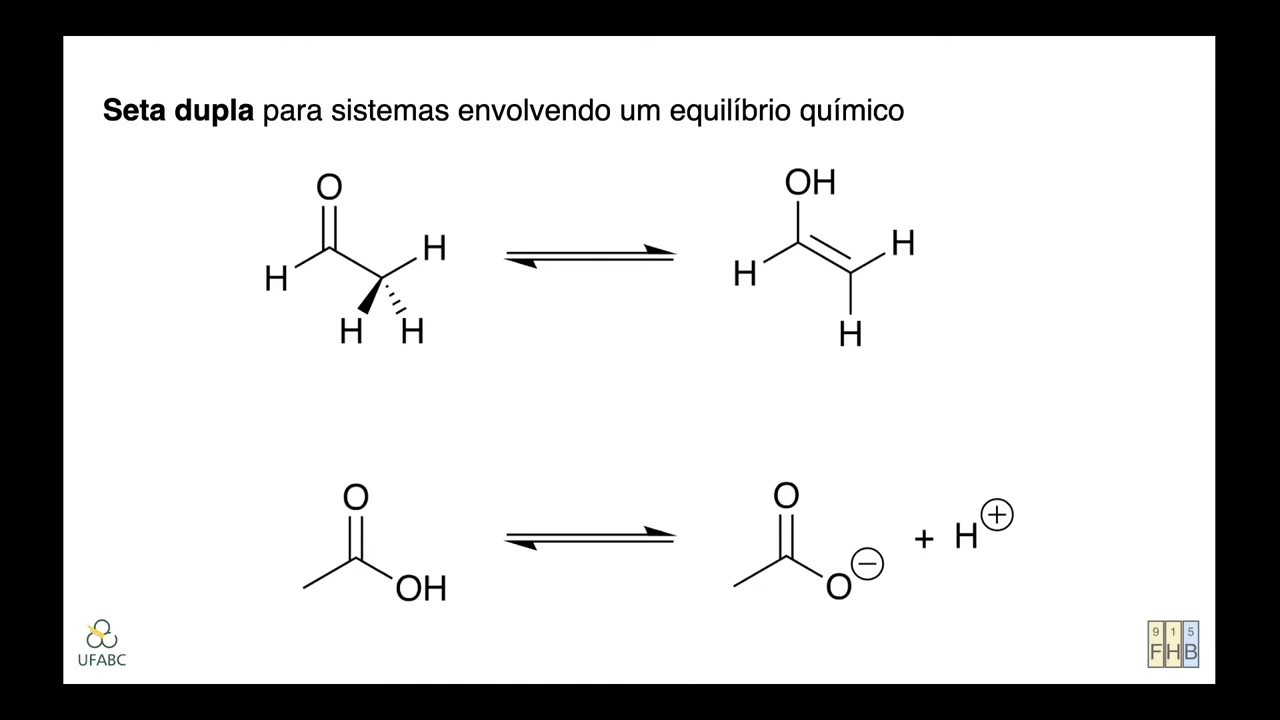 Seta dupla para sistemas envolvendo um equilíbrio químico
O
H
H
H
H
OH
H
H
H
O
OH
O
O
−
+
H
+
UFABC
9 1 5
F H B